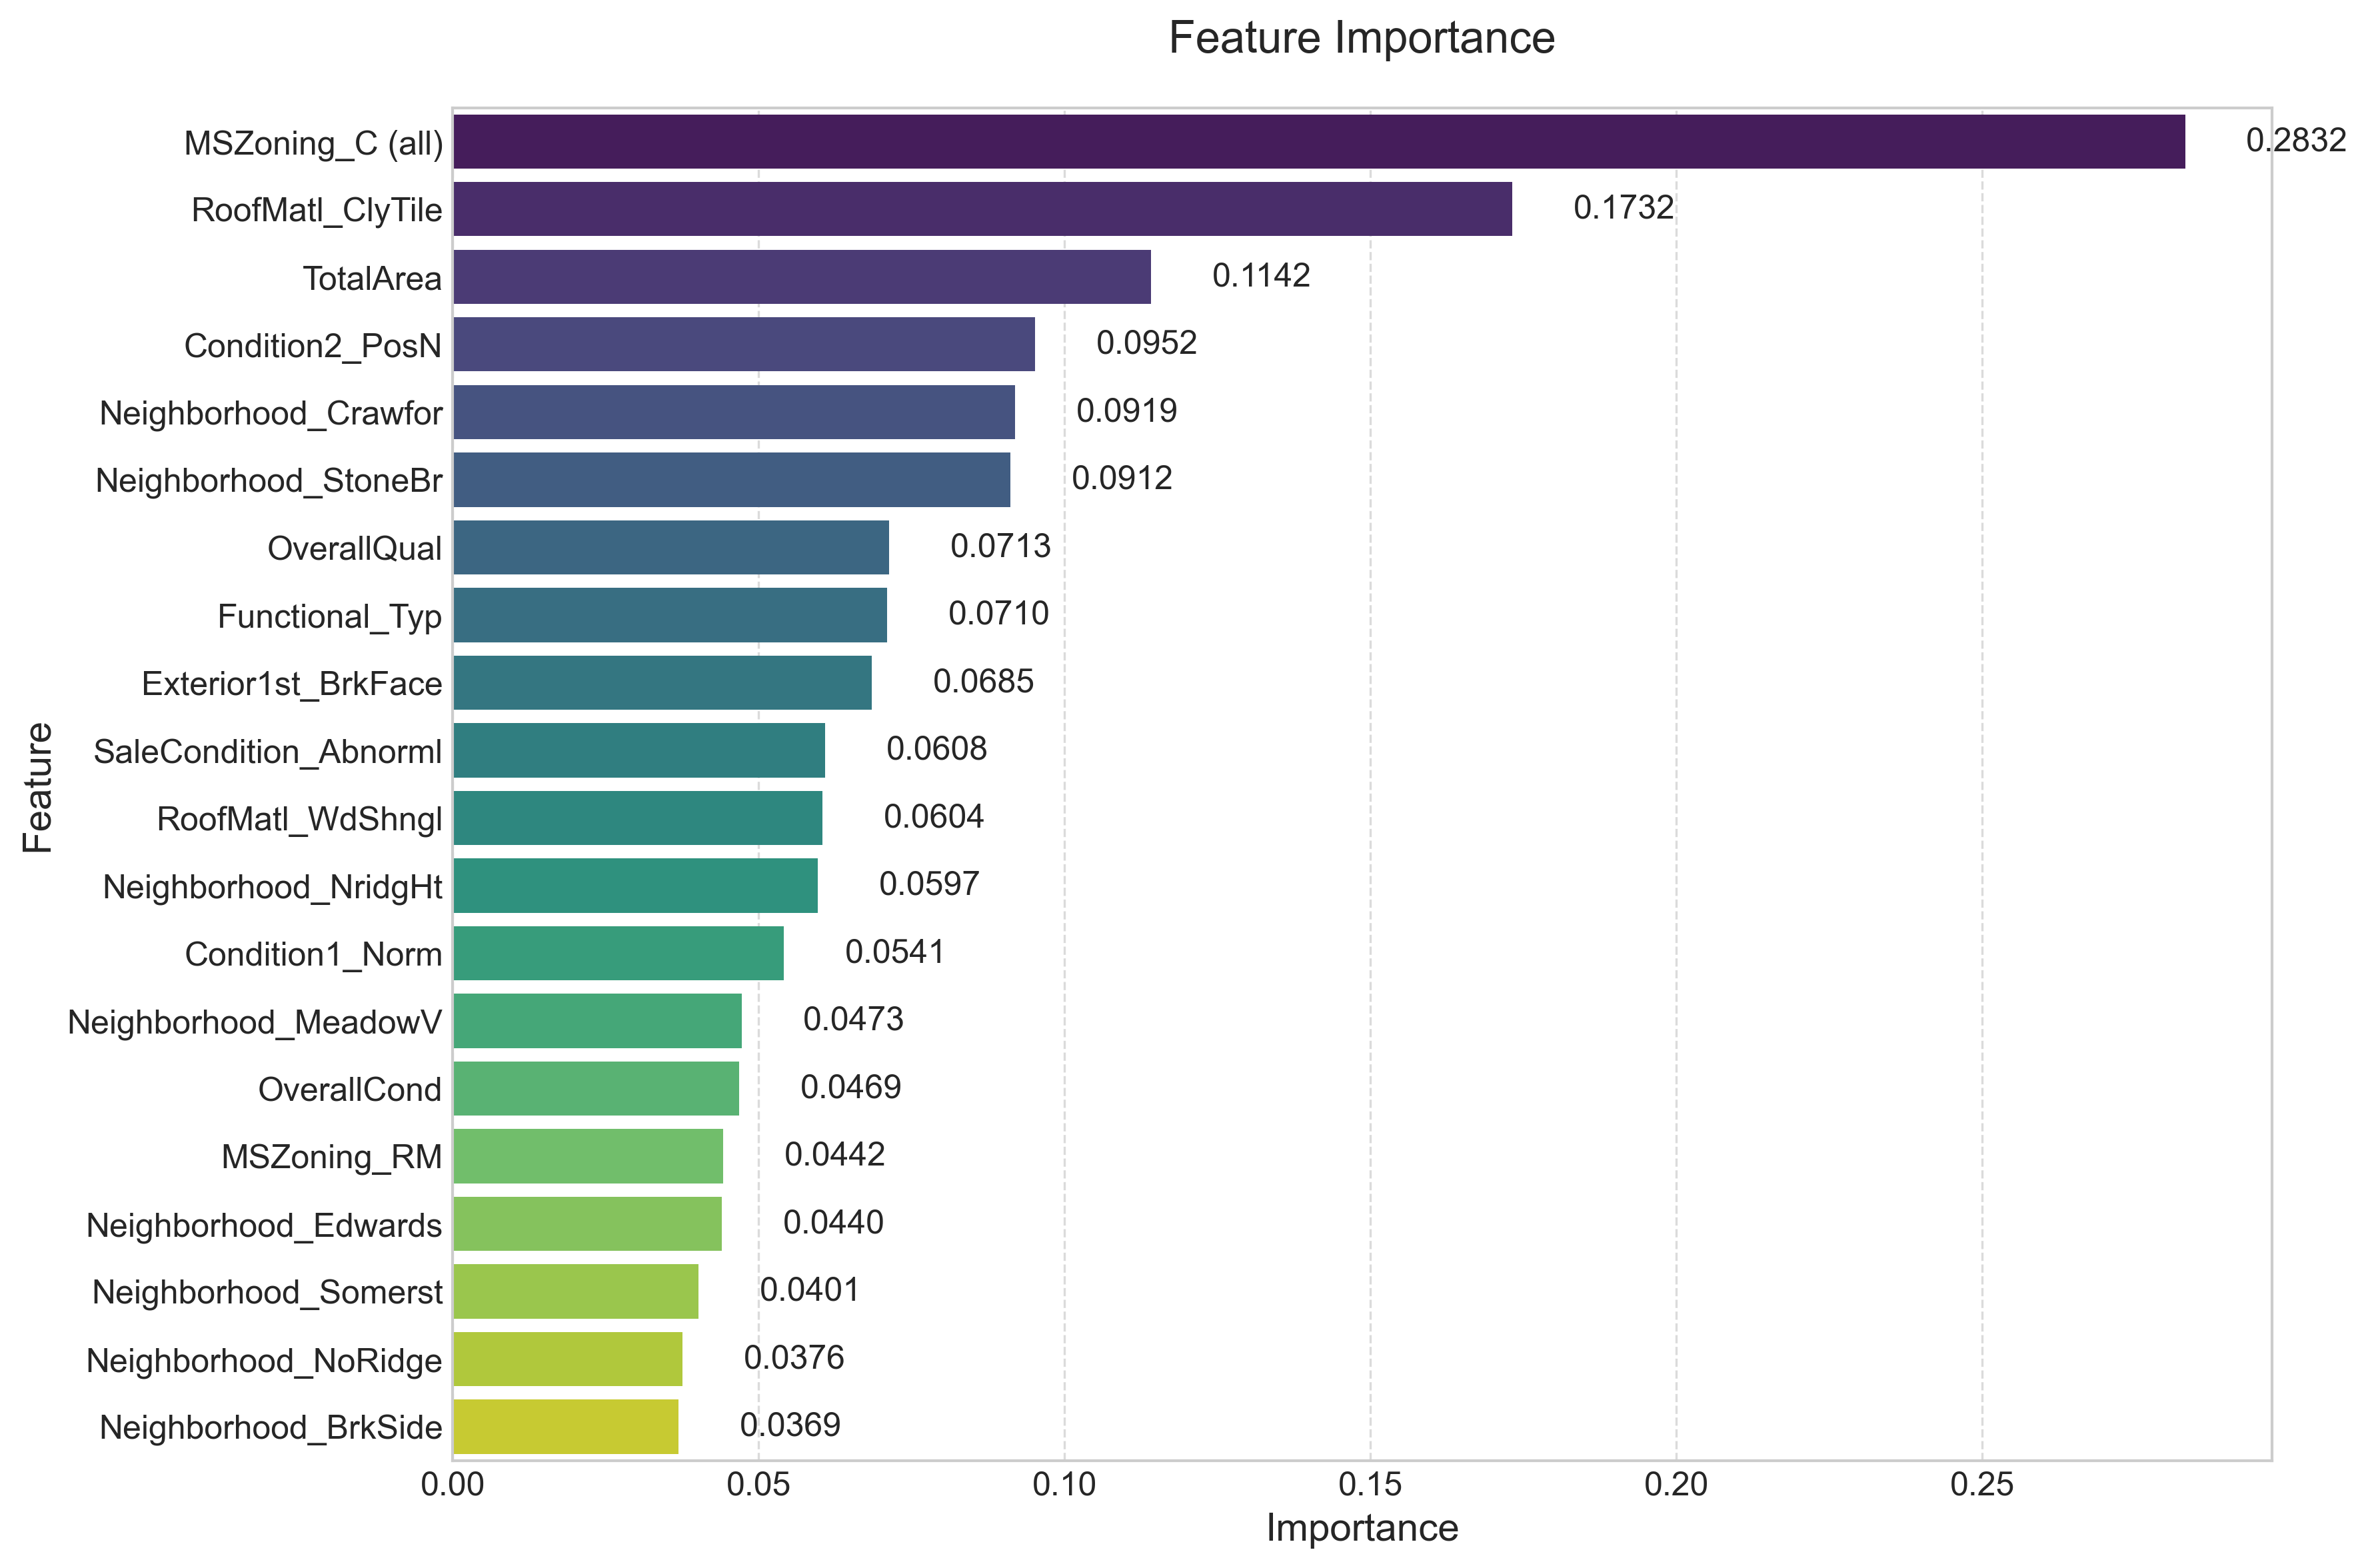 Feature Importance
MSZoning_C (all) 0.2832
RoofMatl_ClyTile 0.1732
TotalArea 0.1142
Condition2_PosN 0.0952
Neighborhood_Crawfor 0.0919
Neighborhood_StoneBr 0.0912
OverallQual 0.0713
Functional_Typ 0.0710
Exterior1st_BrkFace 0.0685
SaleCondition_Abnorml 0.0608
RoofMatl_WdShngl 0.0604
Neighborhood_NridgHt 0.0597
Condition1_Norm 0.0541
Neighborhood_MeadowV 0.0473
OverallCond 0.0469
MSZoning_RM 0.0442
Neighborhood_Edwards 0.0440
Neighborhood_Somerst 0.0401
Neighborhood_NoRidge 0.0376
Neighborhood_BrkSide 0.0369
Feature
0.00 0.05 0.10 0.15 0.20 0.25
Importance